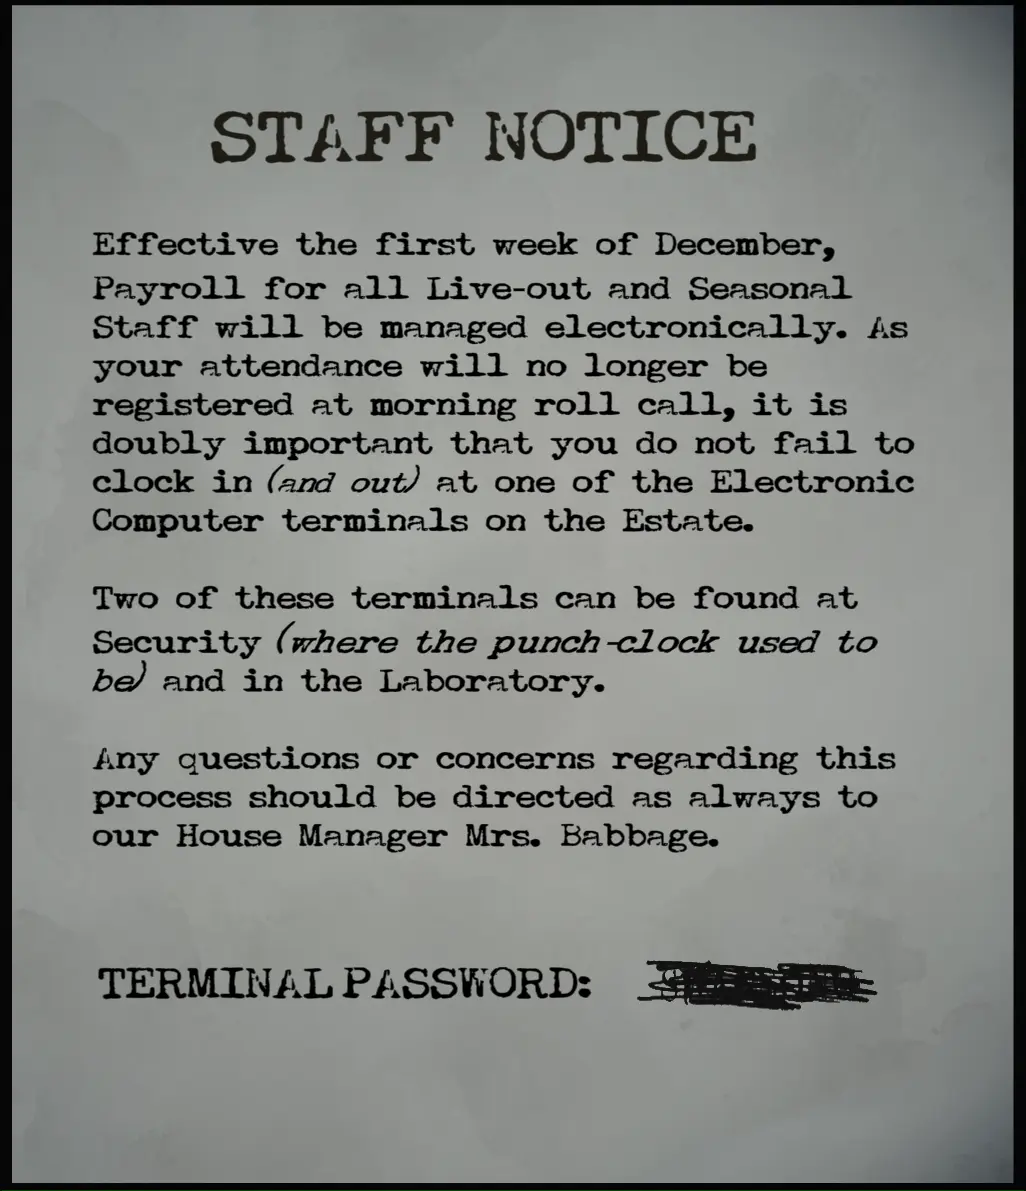 STAFF NOTICE
Effective the first week of December,
Payroll for all Live-out and Seasonal
Staff will be managed electronically. As
your attendance will no longer be
registered at morning roll call, it is
doubly important that you do not fail to
clock in (and out) at one of the Electronic
Computer terminals on the Estate.
Two of these terminals can be found at
Security (where the punch-clock used to
be) and in the Laboratory.
Any questions or concerns regarding this
process should be directed as always to
our House Manager Mrs. Babbage.
TERMINAL PASSWORD: